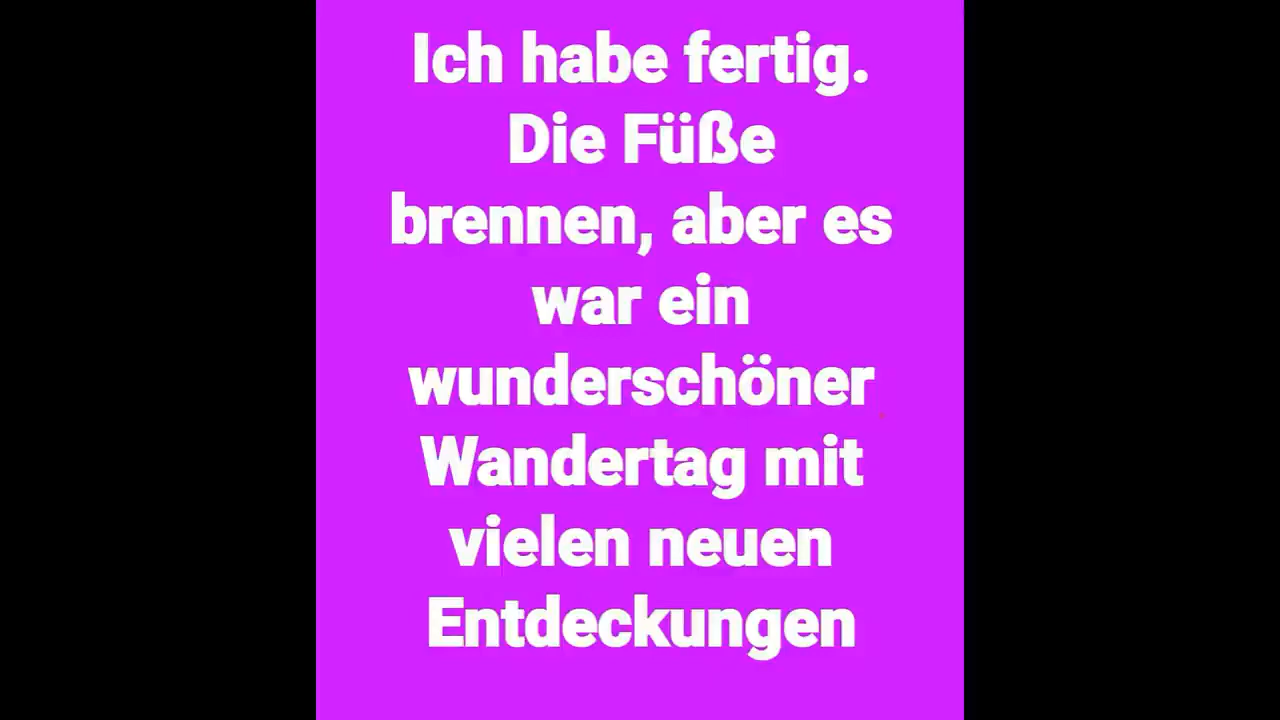 Ich habe fertig.
Die Füße
brennen, aber es
war ein
wunderschöner
Wandertag mit
vielen neuen
Entdeckungen